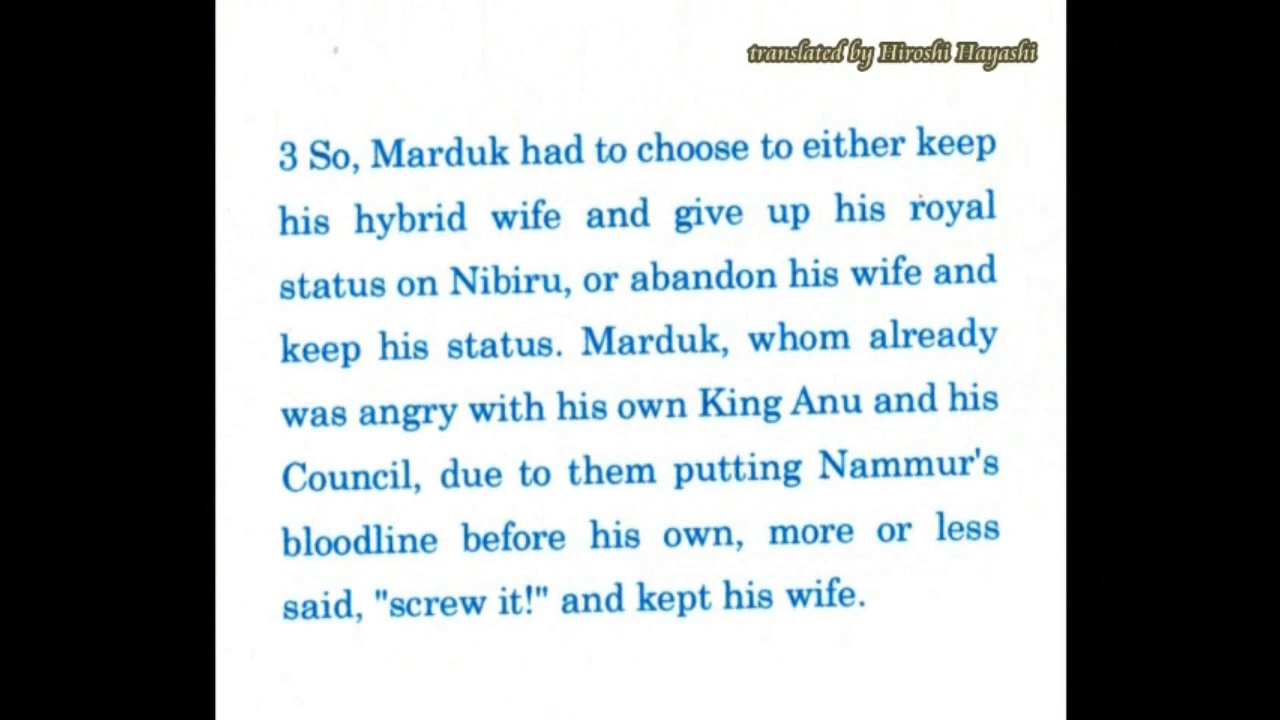 translated by Hiroshi Hayashi
3 So, Marduk had to choose to either keep
his hybrid wife and give up his royal
status on Nibiru, or abandon his wife and
keep his status. Marduk, whom already
was angry with his own King Anu and his
Council, due to them putting Nammur's
bloodline before his own, more or less
said, "screw it!" and kept his wife.